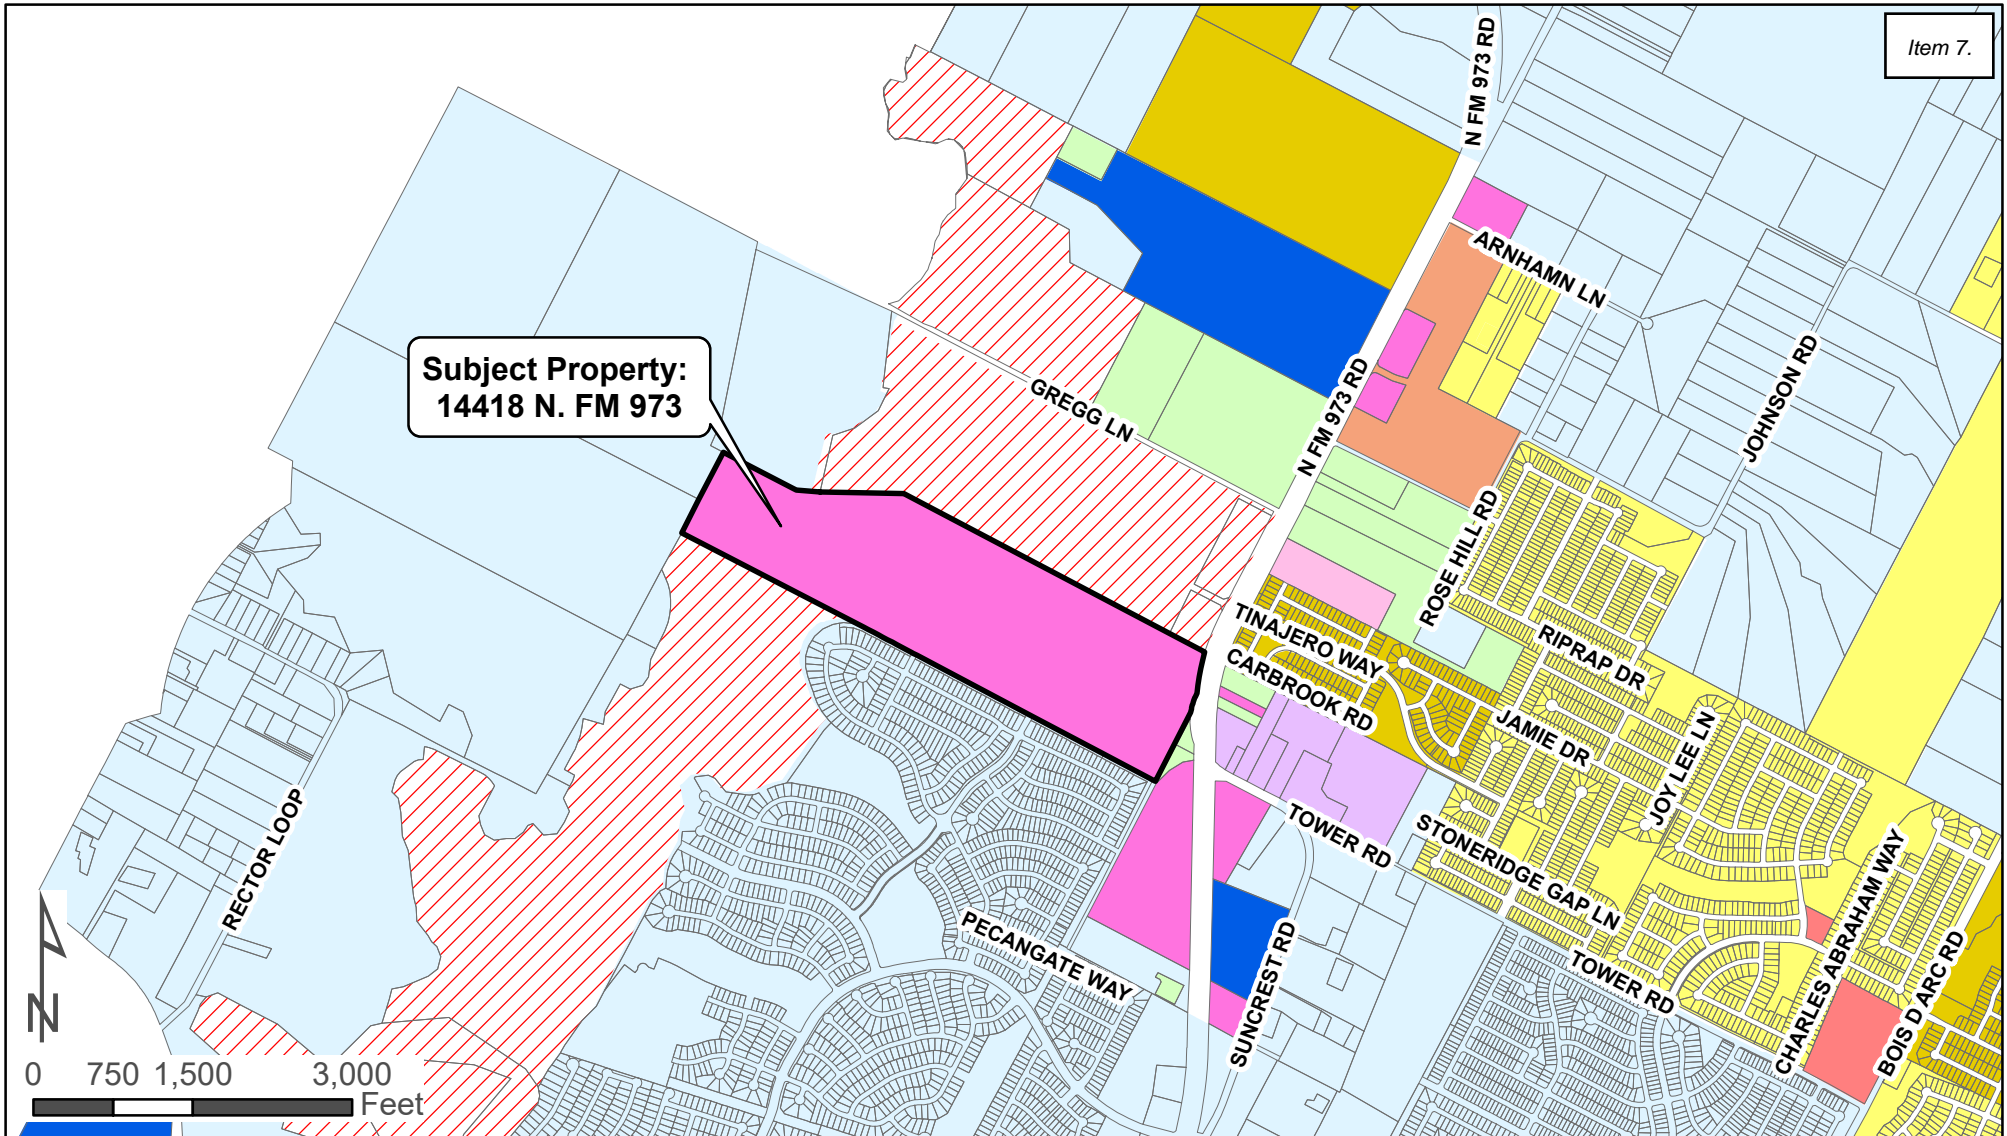 Item 7.
N FM 973 RD
ARNHAMN LN
JOHNSON RD
Subject Property:
14418 N. FM 973
GREGG LN
N FM 973 RD
ROSE HILL RD
TINAJERO WAY
RIPRAP DR
CARBROOK RD
JAMIE DR
JOY LEE LN
TOWER RD
STONERIDGE GAP LN
RECTOR LOOP
PECANGATE WAY
SUNCREST RD
TOWER RD
CHARLES ABRAHAM WAY
BOIS D ARC RD
N
0 750 1,500 3,000
Feet